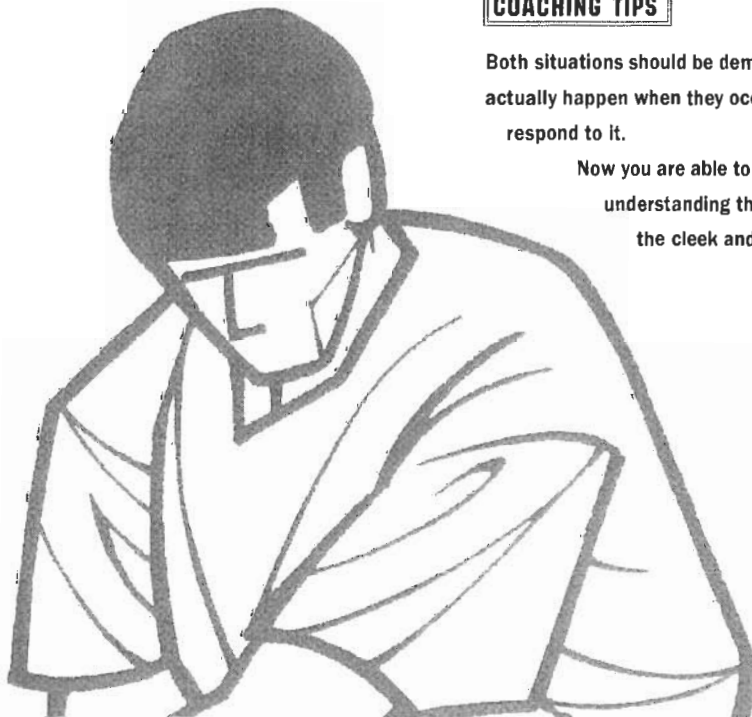 COACHING TIPS
Both situations should be dem
actually happen when they occ
respond to it.
Now you are able to
understanding th
the cleek and